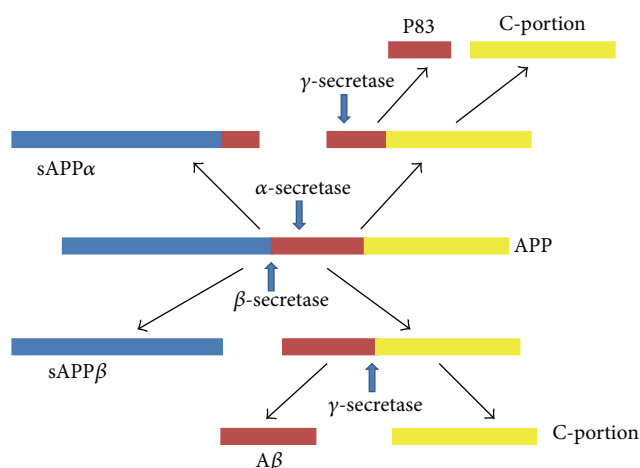 P83
C-portion
γ-secretase
sAPPα
α-secretase
APP
β-secretase
sAPPβ
γ-secretase
Aβ
C-portion